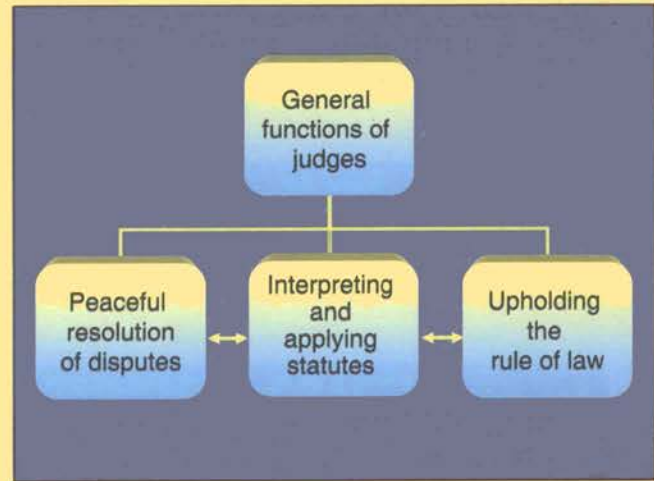 General
functions of
judges
Peaceful
resolution
of disputes
Interpreting
and
applying
statutes
Upholding
the
rule of law